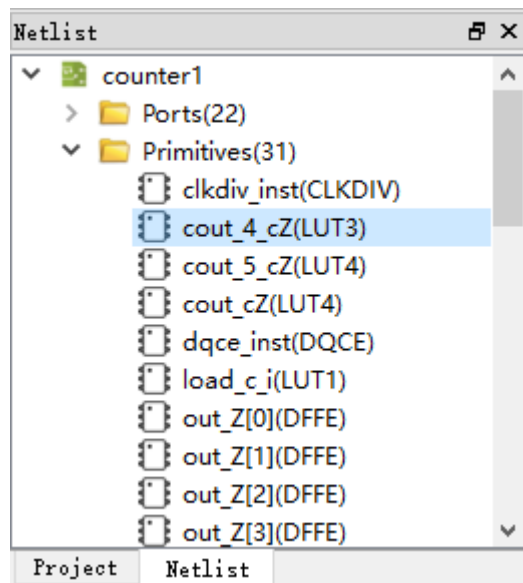 Netlist
counter1
Ports(22)
Primitives(31)
clkdiv_inst(CLKDIV)
cout_4_cZ(LUT3)
cout_5_cZ(LUT4)
cout_cZ(LUT4)
dqce_inst(DQCE)
load_c_i(LUT1)
out_Z[0](DFFE)
out_Z[1](DFFE)
out_Z[2](DFFE)
out_Z[3](DFFE)
Project Netlist